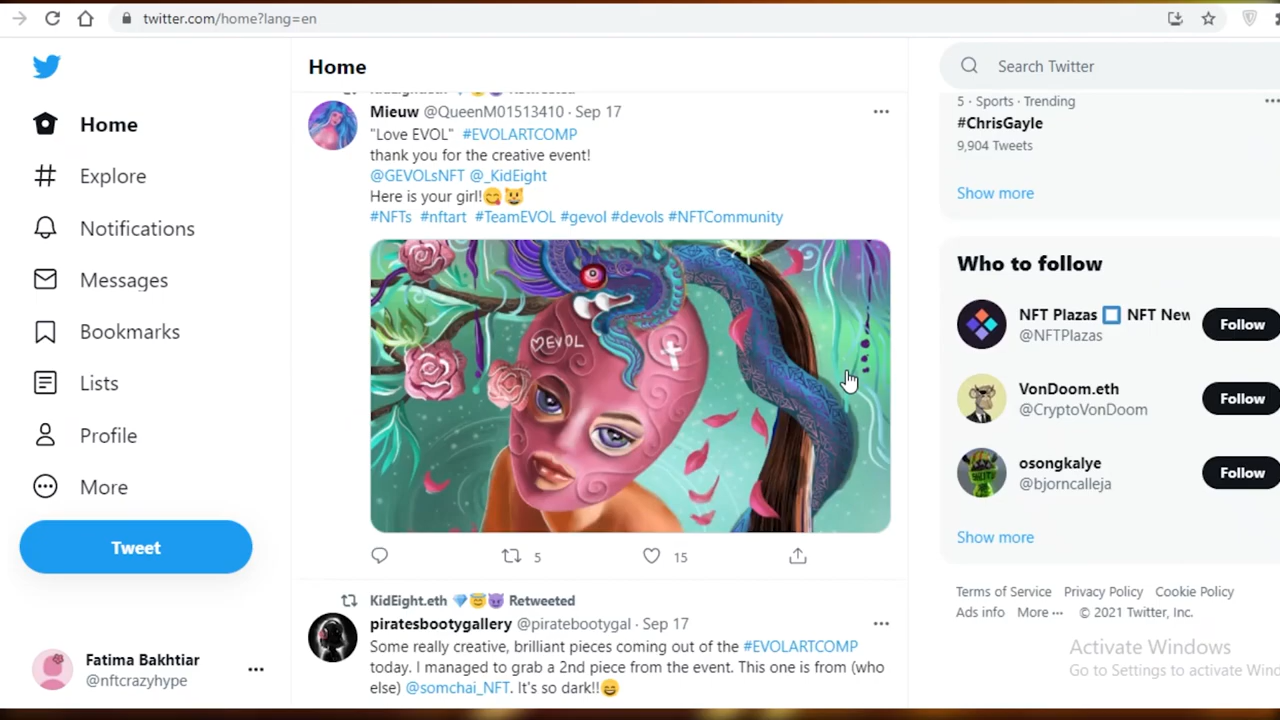 twitter.com/home?lang=en
Home
Explore
Notifications
Messages
Bookmarks
Lists
Profile
More
Tweet
Fatima Bakhtiar
@nftcrazyhype
Home
Mieuw @QueenM01513410 · Sep 17
"Love EVOL" #EVOLARTCOMP
thank you for the creative event!
@GEVOLsNFT @_KidEight
Here is your girl!😋😺
#NFTs #nftart #TeamEVOL #gevol #devols #NFTCommunity
EVOL
5
15
KidEight.eth 💎😇😈 Retweeted
piratesbootygallery @piratebootygal · Sep 17
Some really creative, brilliant pieces coming out of the #EVOLARTCOMP
today. I managed to grab a 2nd piece from the event. This one is from (who
else) @somchai_NFT. It's so dark!!😄
Search Twitter
5 · Sports · Trending
#ChrisGayle
9,904 Tweets
Show more
Who to follow
NFT Plazas NFT New
@NFTPlazas
Follow
VonDoom.eth
@CryptoVonDoom
Follow
osongkalye
@bjorncalleja
Follow
Show more
Terms of Service Privacy Policy Cookie Policy
Ads info More ··· © 2021 Twitter, Inc.
Activate Windows
Go to Settings to activate Wind